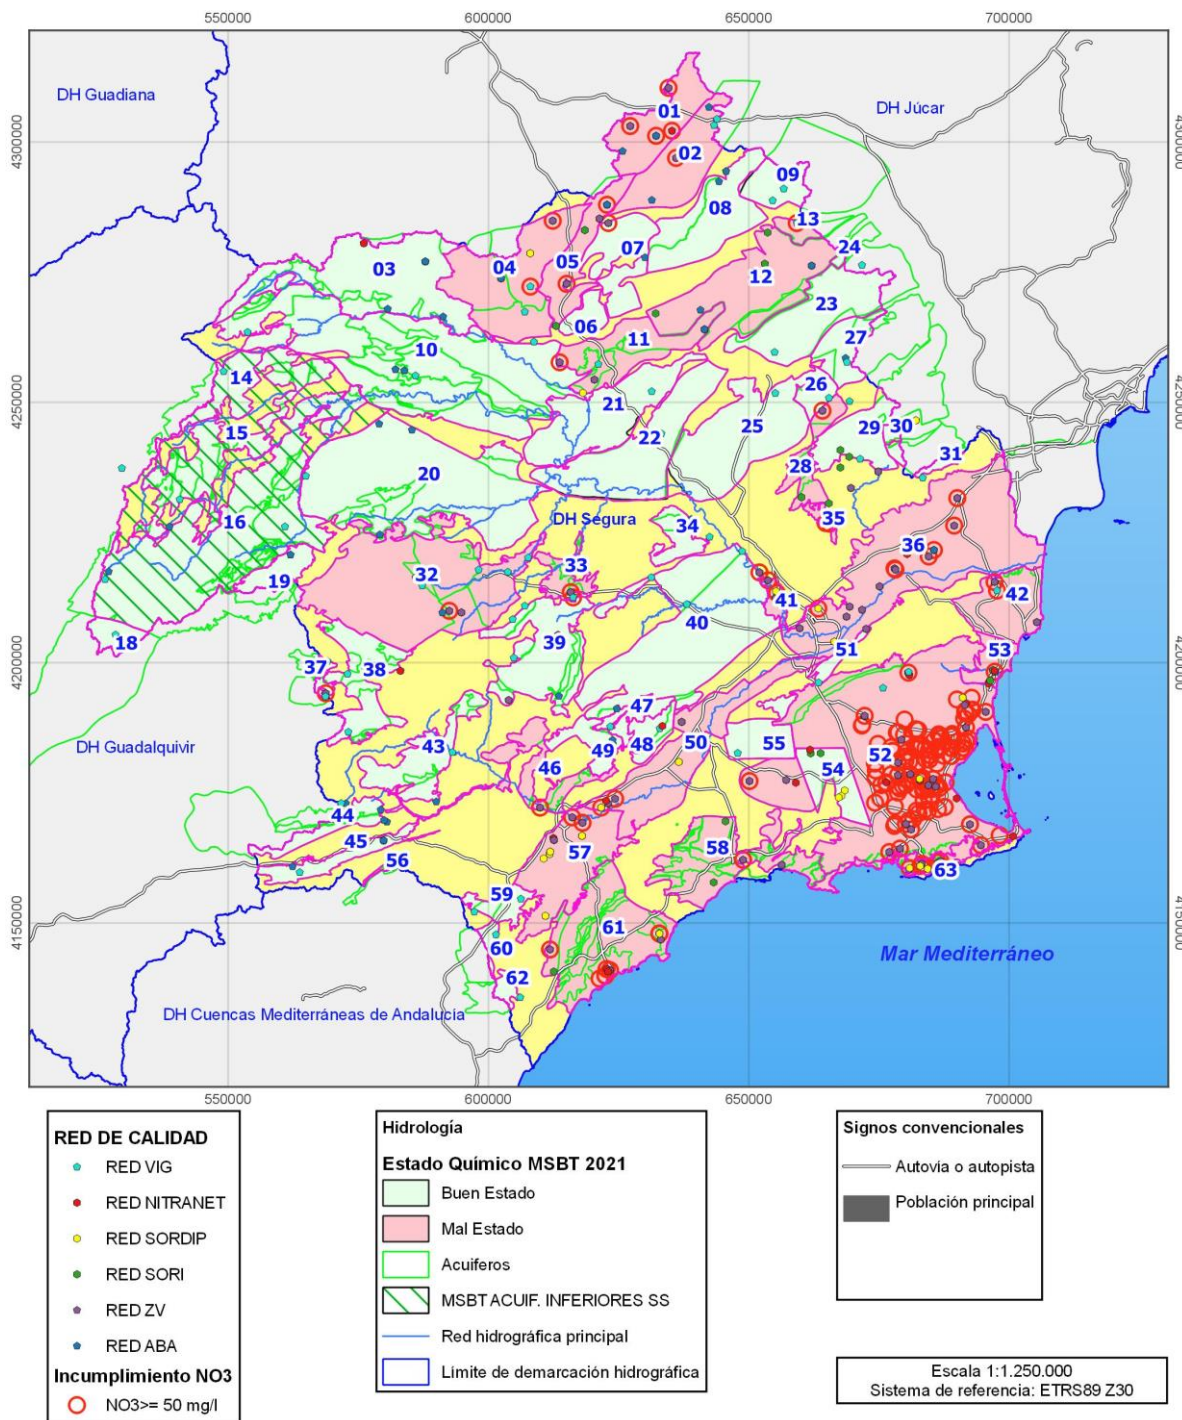 550000
600000
650000
700000
DH Guadiana
DH Júcar
4300000
4300000
01
02
09
08
13
03
04
05
07
24
12
23
06
11
27
10
14
26
21
4250000
4250000
15
22
25
29
30
31
28
20
16
DH Segura
34
35
36
33
32
19
41
42
40
18
39
51
53
4200000
4200000
37
38
47
DH Guadalquivir
43
49
48
50
55
52
46
54
44
45
57
58
56
63
59
4150000
4150000
60
61
62
Mar Mediterráneo
DH Cuencas Mediterráneas de Andalucía
550000
600000
650000
700000
RED DE CALIDAD
RED VIG
RED NITRANET
RED SORDIP
RED SORI
RED ZV
RED ABA
Incumplimiento NO3
NO3>= 50 mg/l
Hidrología
Estado Químico MSBT 2021
Buen Estado
Mal Estado
Acuiferos
MSBT ACUIF. INFERIORES SS
Red hidrográfica principal
Límite de demarcación hidrográfica
Signos convencionales
Autovia o autopista
Población principal
Escala 1:1.250.000
Sistema de referencia: ETRS89 Z30